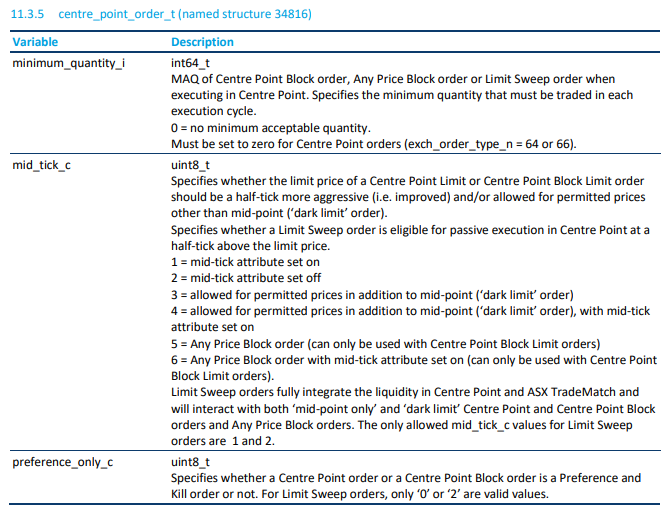 11.3.5 centre_point_order_t (named structure 34816)
Variable Description
minimum_quantity_i int64_t
MAQ of Centre Point Block order, Any Price Block order or Limit Sweep order when
executing in Centre Point. Specifies the minimum quantity that must be traded in each
execution cycle.
0 = no minimum acceptable quantity.
Must be set to zero for Centre Point orders (exch_order_type_n = 64 or 66).
mid_tick_c uint8_t
Specifies whether the limit price of a Centre Point Limit or Centre Point Block Limit order
should be a half-tick more aggressive (i.e. improved) and/or allowed for permitted prices
other than mid-point (‘dark limit’ order).
Specifies whether a Limit Sweep order is eligible for passive execution in Centre Point at a
half-tick above the limit price.
1 = mid-tick attribute set on
2 = mid-tick attribute set off
3 = allowed for permitted prices in addition to mid-point (‘dark limit’ order)
4 = allowed for permitted prices in addition to mid-point (‘dark limit’ order), with mid-tick
attribute set on
5 = Any Price Block order (can only be used with Centre Point Block Limit orders)
6 = Any Price Block order with mid-tick attribute set on (can only be used with Centre Point
Block Limit orders).
Limit Sweep orders fully integrate the liquidity in Centre Point and ASX TradeMatch and
will interact with both ‘mid-point only’ and ‘dark limit’ Centre Point and Centre Point Block
orders and Any Price Block orders. The only allowed mid_tick_c values for Limit Sweep
orders are 1 and 2.
preference_only_c uint8_t
Specifies whether a Centre Point order or a Centre Point Block order is a Preference and
Kill order or not. For Limit Sweep orders, only ‘0’ or ‘2’ are valid values.